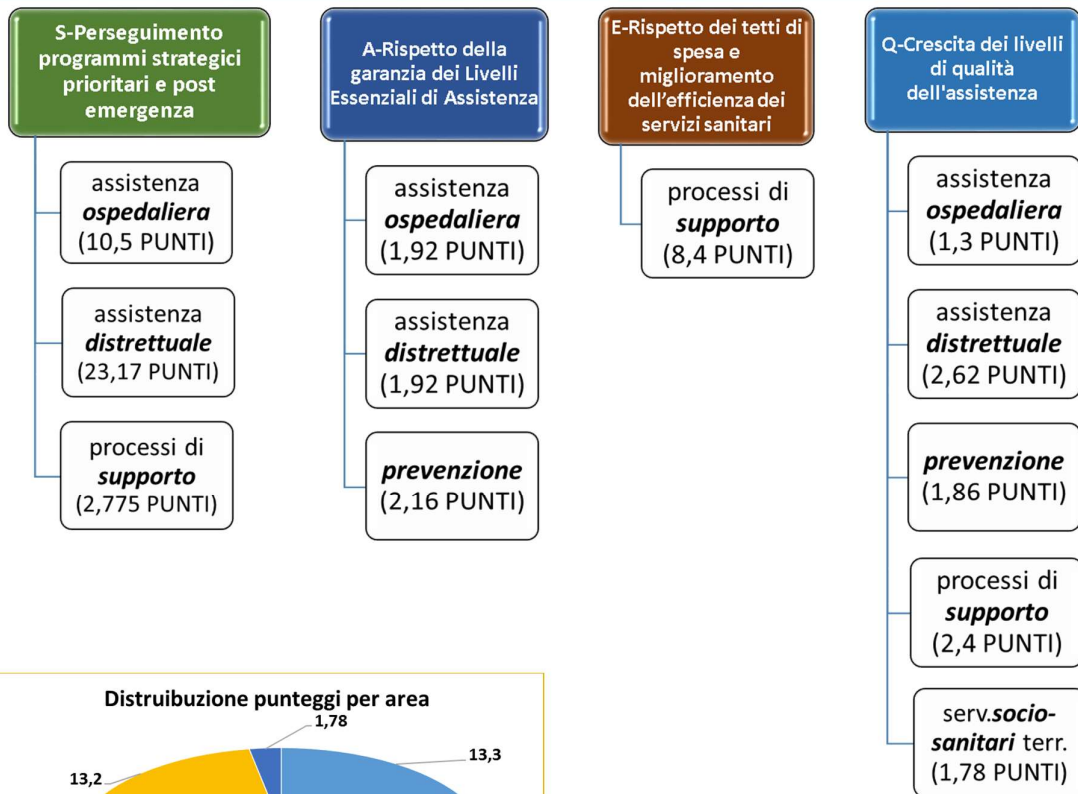 S-Perseguimento
programmi strategici
prioritari e post
emergenza
assistenza
ospedaliera
(10,5 PUNTI)
assistenza
distrettuale
(23,17 PUNTI)
processi di
supporto
(2,775 PUNTI)
A-Rispetto della
garanzia dei Livelli
Essenziali di Assistenza
assistenza
ospedaliera
(1,92 PUNTI)
assistenza
distrettuale
(1,92 PUNTI)
prevenzione
(2,16 PUNTI)
E-Rispetto dei tetti di
spesa e
miglioramento
dell’efficienza dei
servizi sanitari
processi di
supporto
(8,4 PUNTI)
Q-Crescita dei livelli
di qualità
dell'assistenza
assistenza
ospedaliera
(1,3 PUNTI)
assistenza
distrettuale
(2,62 PUNTI)
prevenzione
(1,86 PUNTI)
processi di
supporto
(2,4 PUNTI)
serv.socio-
sanitari terr.
(1,78 PUNTI)
Distruibuzione punteggi per area
1,78
13,3
13,2